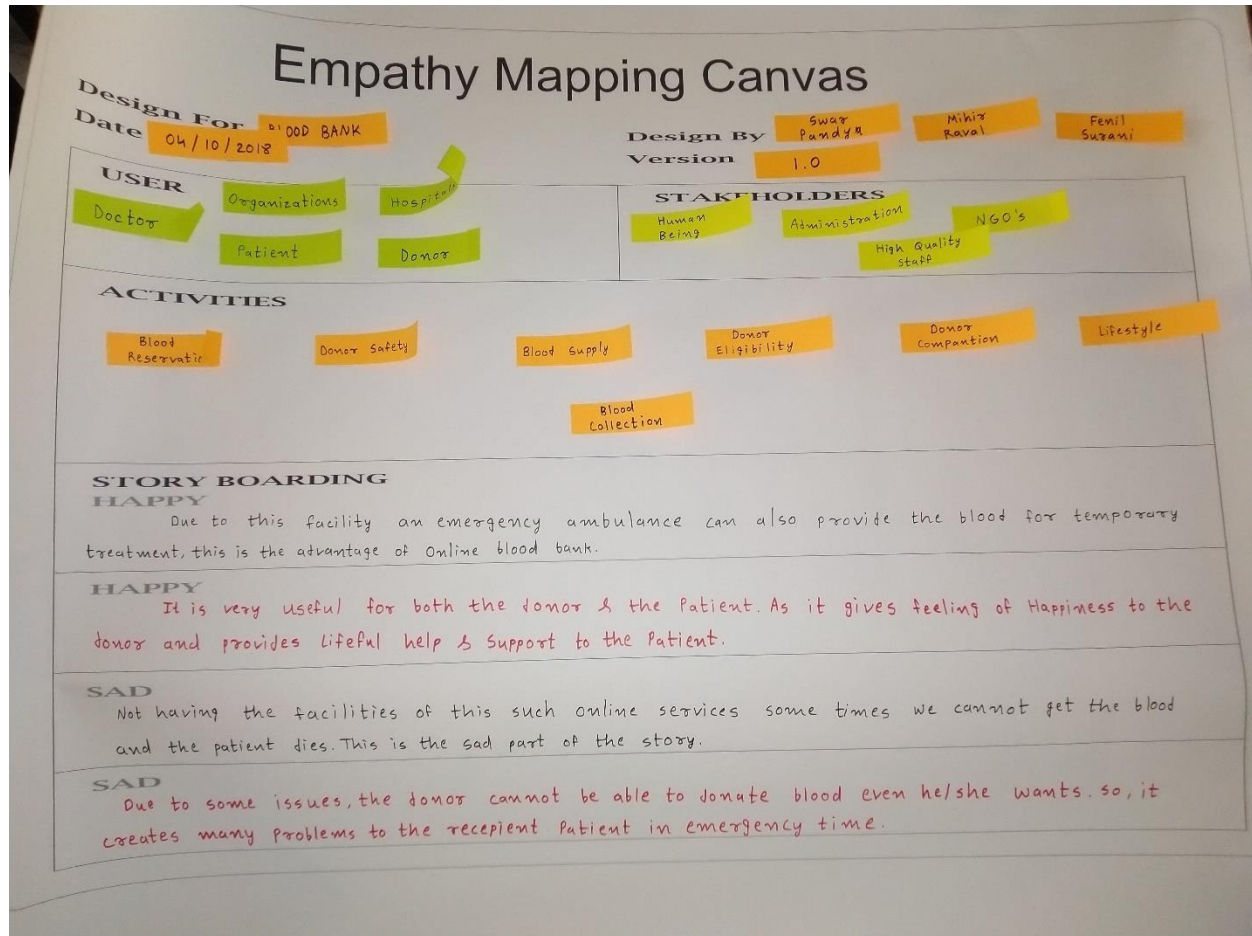 Empathy Mapping Canvas
Design For BLOOD BANK
Date 04/10/2018
Design By Swar Pandya Mihir Raval Fenil Surani
Version 1.0
USER
Doctor
Organizations
Hospitals
Patient
Donor
STAKEHOLDERS
Human
Being
Administration
NGO's
High Quality
Staff
ACTIVITIES
Blood
Reservatio
Donor Safety
Blood Supply
Donor
Eligibility
Donor
Compantion
Lifestyle
Blood
Collection
STORY BOARDING
HAPPY
Due to this facility an emergency ambulance can also provide the blood for temporary
treatment, this is the advantage of Online blood bank.
HAPPY
It is very useful for both the donor & the Patient. As it gives feeling of Happiness to the
donor and provides Lifeful help & Support to the Patient.
SAD
Not having the facilities of this such online services some times we cannot get the blood
and the patient dies. This is the sad part of the story.
SAD
Due to some issues, the donor cannot be able to donate blood even he/she wants. so, it
creates many Problems to the recepient Patient in emergency time.